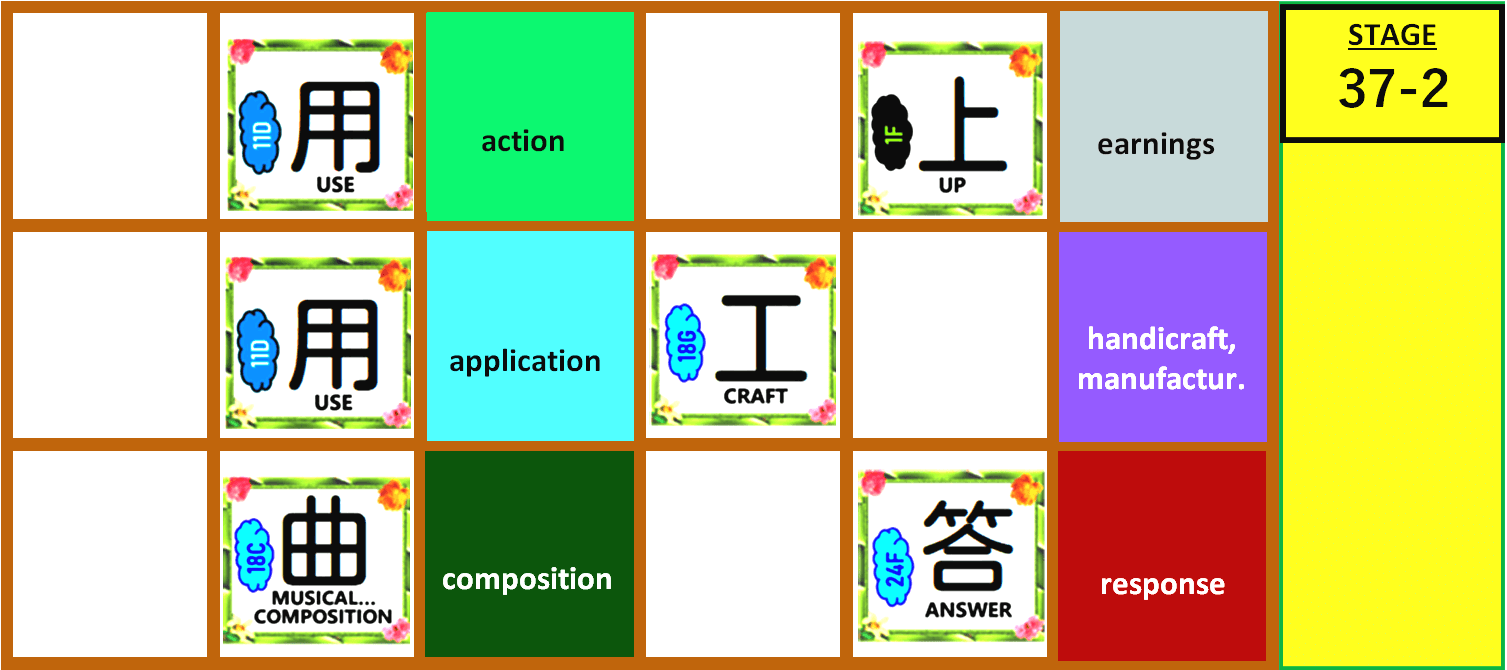 11D
用
USE
action
1F
上
UP
earnings
STAGE
37-2
11D
用
USE
application
18G
工
CRAFT
handicraft,
manufactur.
18C
曲
MUSICAL...
COMPOSITION
composition
24F
答
ANSWER
response